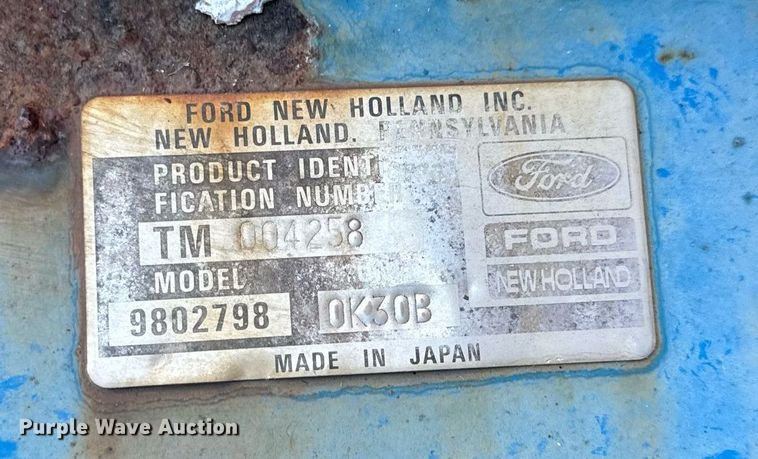 FORD NEW HOLLAND INC.
NEW HOLLAND, PENNSYLVANIA
PRODUCT IDENTI
FICATION NUMBER
TM 004258
MODEL
9802798 0K30B
Ford
FORD
NEW HOLLAND
MADE IN JAPAN
Purple Wave Auction